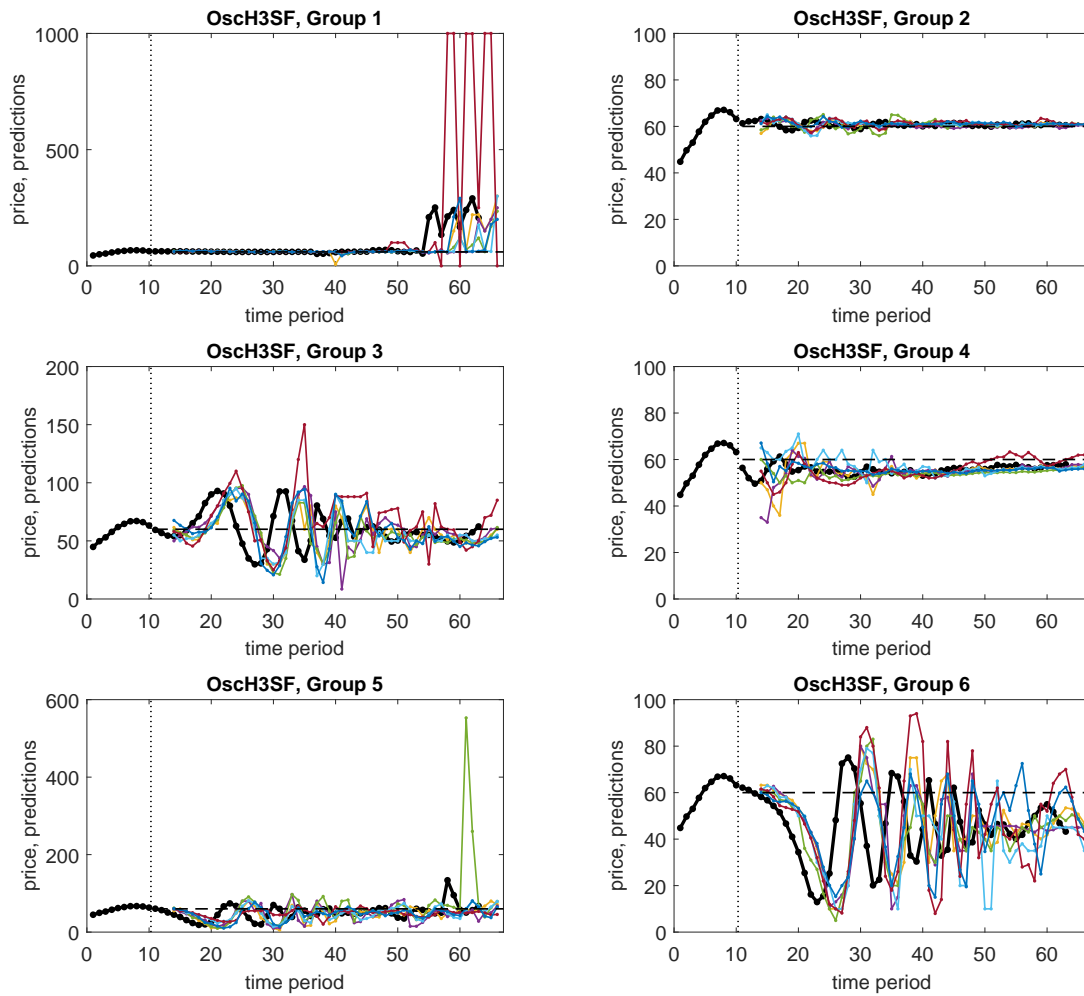 OscH3SF, Group 1
1000
500
0
price, predictions
0 10 20 30 40 50 60
time period
OscH3SF, Group 2
100
80
60
40
20
0
price, predictions
0 10 20 30 40 50 60
time period
OscH3SF, Group 3
200
150
100
50
0
price, predictions
0 10 20 30 40 50 60
time period
OscH3SF, Group 4
100
80
60
40
20
0
price, predictions
0 10 20 30 40 50 60
time period
OscH3SF, Group 5
600
400
200
0
price, predictions
0 10 20 30 40 50 60
time period
OscH3SF, Group 6
100
80
60
40
20
0
price, predictions
0 10 20 30 40 50 60
time period